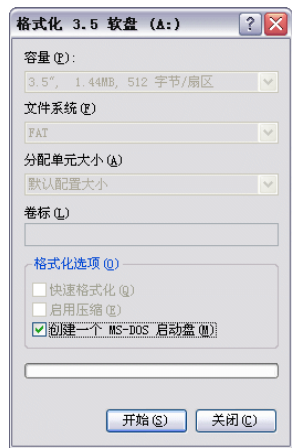 格式化 3.5 软盘 (A:)
容量(P):
3.5", 1.44MB, 512 字节/扇区
文件系统(F)
FAT
分配单元大小(A)
默认配置大小
卷标(L)
格式化选项(O)
快速格式化(Q)
启用压缩(E)
创建一个 MS-DOS 启动盘(M)
开始(S) 关闭(C)